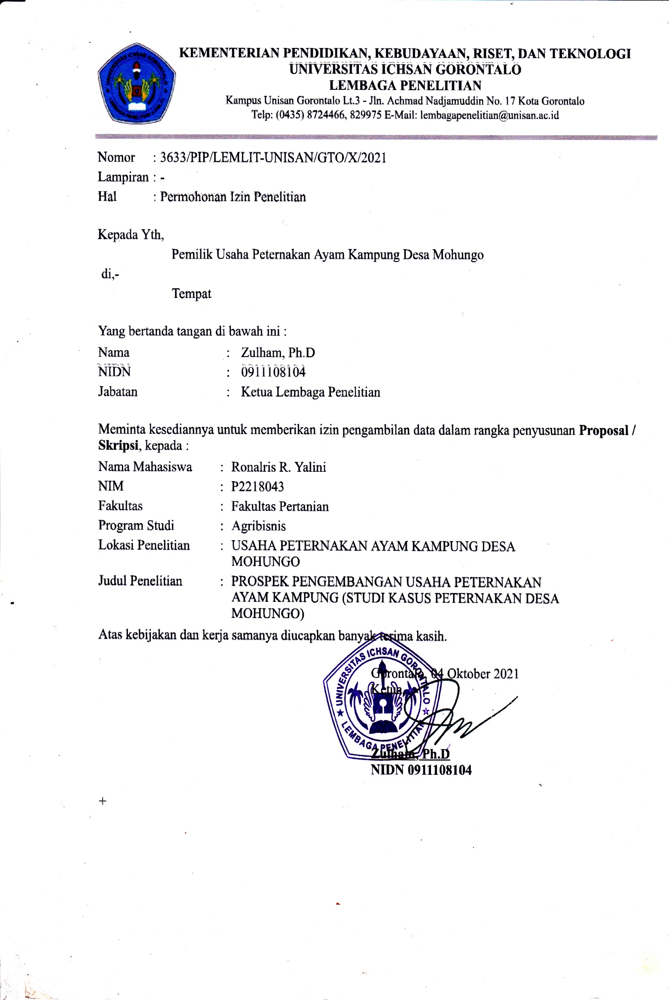 KEMENTERIAN PENDIDIKAN, KEBUDAYAAN, RISET, DAN TEKNOLOGI
UNIVERSITAS ICHSAN GORONTALO
LEMBAGA PENELITIAN
Kampus Unisan Gorontalo Lt.3 - Jln. Achmad Nadjamuddin No. 17 Kota Gorontalo
Telp: (0435) 8724466, 829975 E-Mail: lembagapenelitian@unisan.ac.id
UNIVERSITAS ICHSAN GORONTALO
Nomor : 3633/PIP/LEMLIT-UNISAN/GTO/X/2021
Lampiran : -
Hal : Permohonan Izin Penelitian
Kepada Yth,
Pemilik Usaha Peternakan Ayam Kampung Desa Mohungo
di,-
Tempat
Yang bertanda tangan di bawah ini :
Nama : Zulham, Ph.D
NIDN : 0911108104
Jabatan : Ketua Lembaga Penelitian
Meminta kesediannya untuk memberikan izin pengambilan data dalam rangka penyusunan Proposal /
Skripsi, kepada :
Nama Mahasiswa : Ronalris R. Yalini
NIM : P2218043
Fakultas : Fakultas Pertanian
Program Studi : Agribisnis
Lokasi Penelitian : USAHA PETERNAKAN AYAM KAMPUNG DESA
MOHUNGO
Judul Penelitian : PROSPEK PENGEMBANGAN USAHA PETERNAKAN
AYAM KAMPUNG (STUDI KASUS PETERNAKAN DESA
MOHUNGO)
Atas kebijakan dan kerja samanya diucapkan banyak terima kasih.
Gorontalo, 04 Oktober 2021
Ketua,
UNIVERSITAS ICHSAN GORONTALO
LEMBAGA PENELITIAN
Zulham, Ph.D
NIDN 0911108104
+